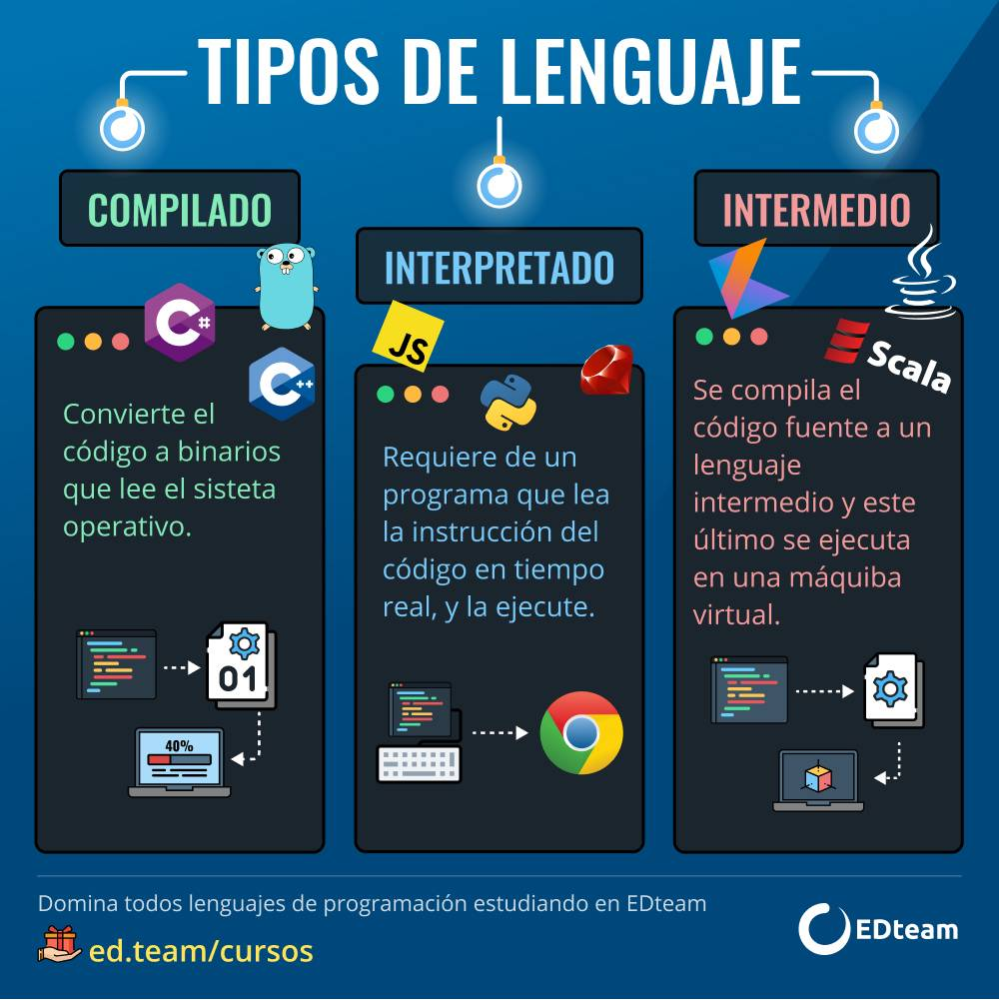 TIPOS DE LENGUAJE
COMPILADO
C#
C++
Convierte el
código a binarios
que lee el sisteta
operativo.
01
40%
INTERPRETADO
JS
Requiere de un
programa que lea
la instrucción del
código en tiempo
real, y la ejecute.
INTERMEDIO
Scala
Se compila el
código fuente a un
lenguaje
intermedio y este
último se ejecuta
en una máquiba
virtual.
Domina todos lenguajes de programación estudiando en EDteam
ed.team/cursos
EDteam